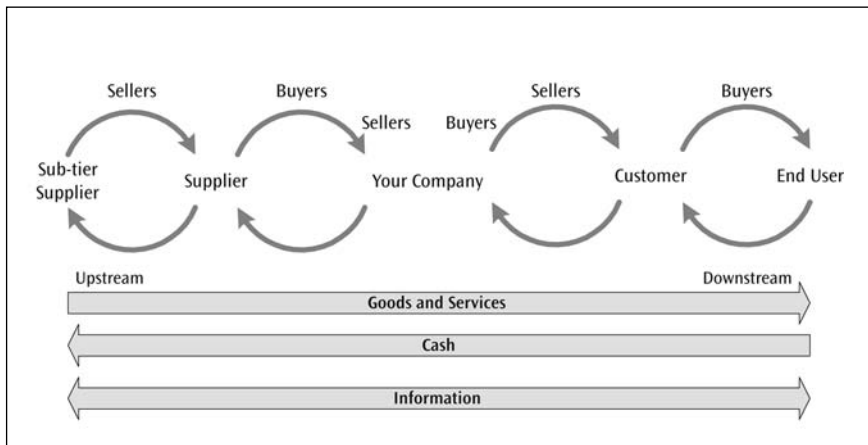 Sellers
Buyers
Sellers
Buyers
Sellers
Buyers
Sub-tier
Supplier
Supplier
Your Company
Customer
End User
Upstream
Downstream
Goods and Services
Cash
Information